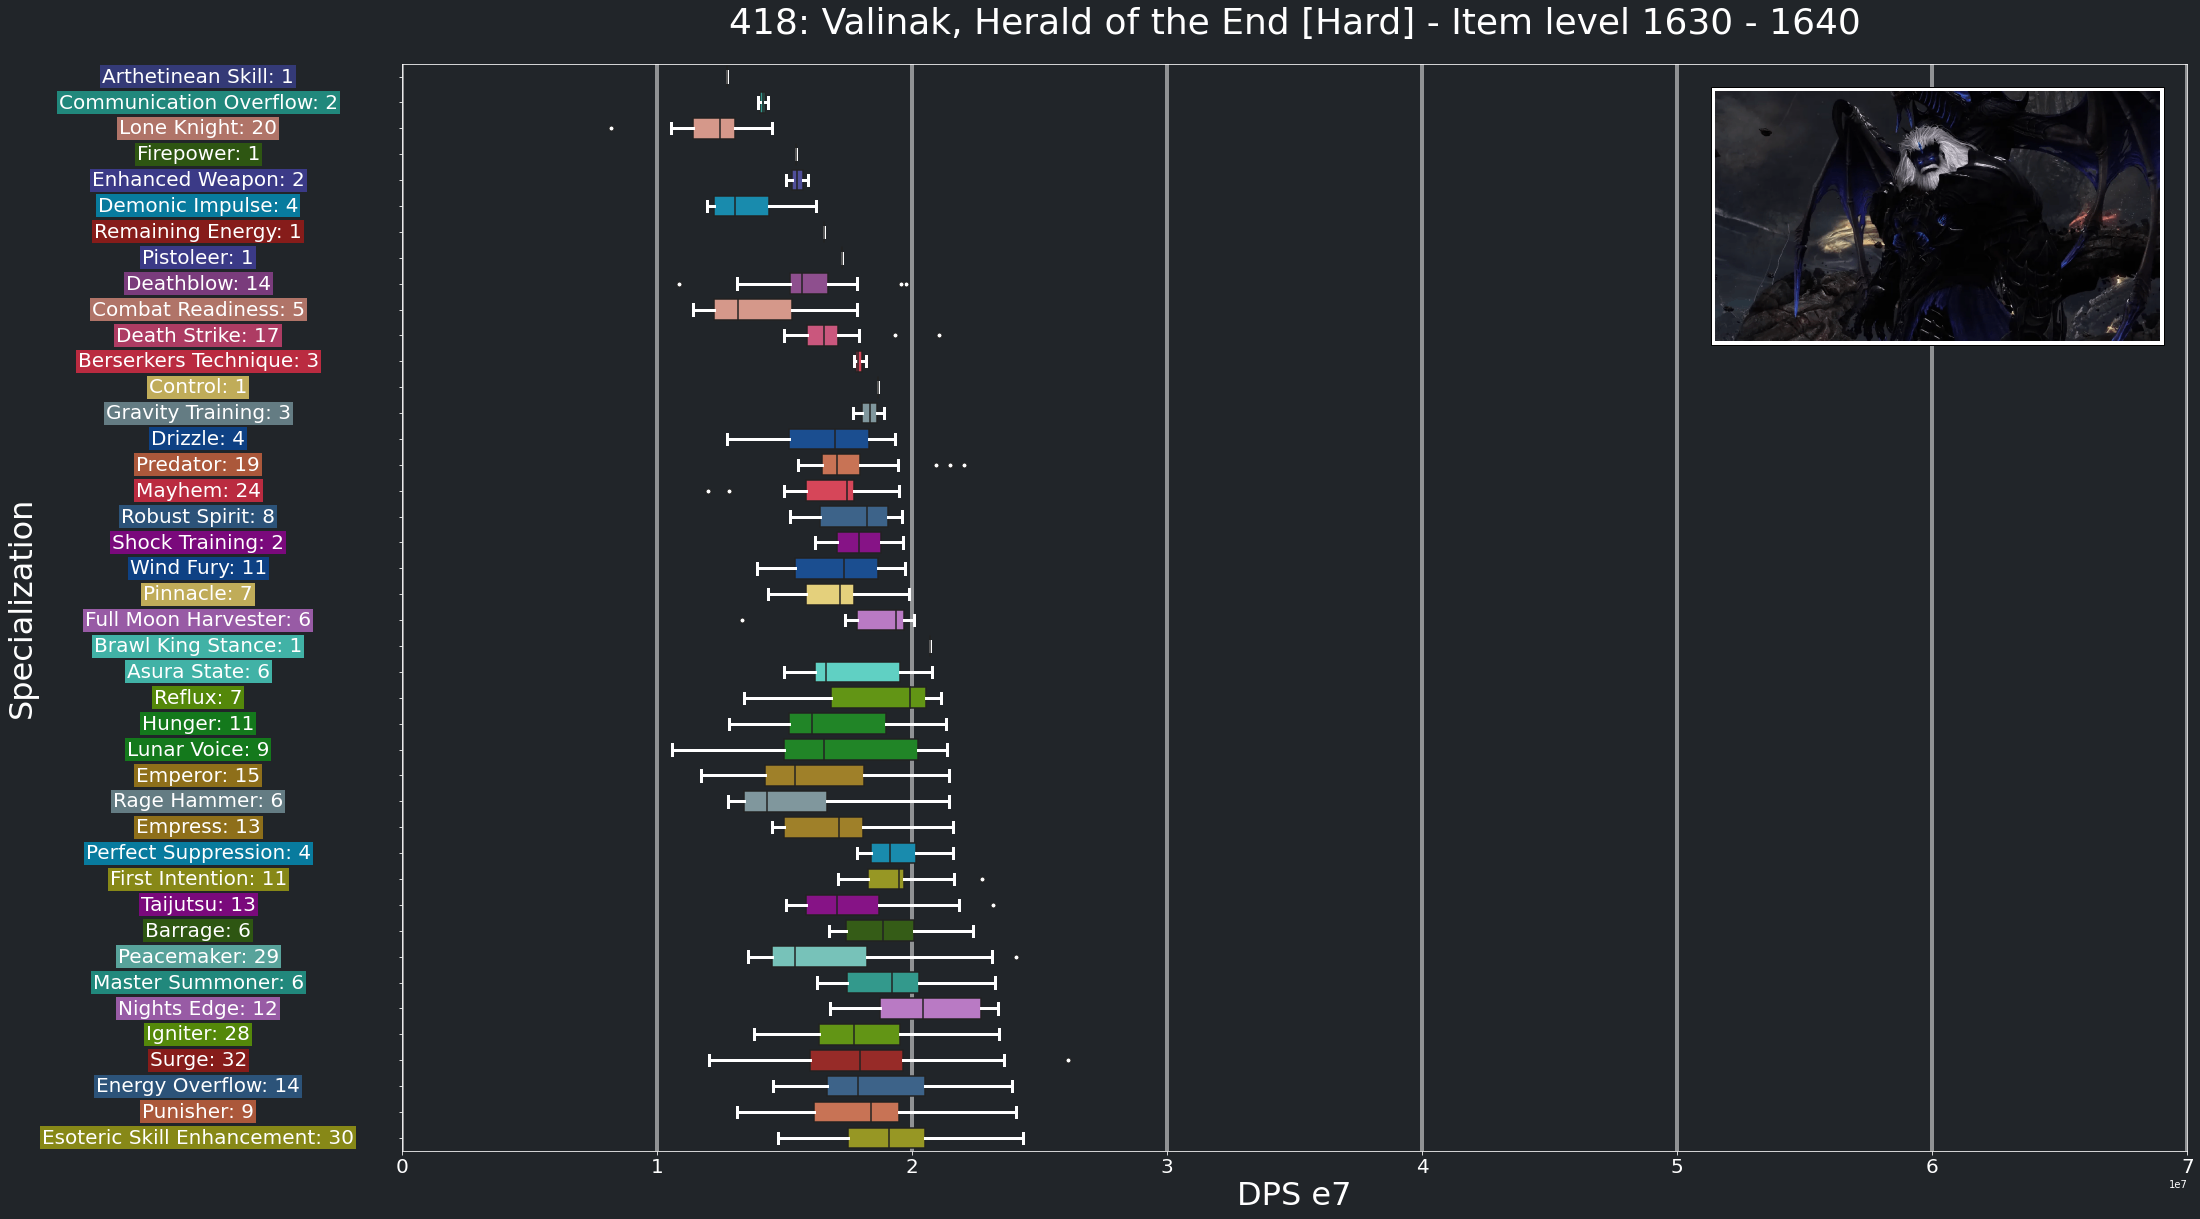 418: Valinak, Herald of the End [Hard] - Item level 1630 - 1640
Specialization
Arthetinean Skill: 1
Communication Overflow: 2
Lone Knight: 20
Firepower: 1
Enhanced Weapon: 2
Demonic Impulse: 4
Remaining Energy: 1
Pistoleer: 1
Deathblow: 14
Combat Readiness: 5
Death Strike: 17
Berserkers Technique: 3
Control: 1
Gravity Training: 3
Drizzle: 4
Predator: 19
Mayhem: 24
Robust Spirit: 8
Shock Training: 2
Wind Fury: 11
Pinnacle: 7
Full Moon Harvester: 6
Brawl King Stance: 1
Asura State: 6
Reflux: 7
Hunger: 11
Lunar Voice: 9
Emperor: 15
Rage Hammer: 6
Empress: 13
Perfect Suppression: 4
First Intention: 11
Taijutsu: 13
Barrage: 6
Peacemaker: 29
Master Summoner: 6
Nights Edge: 12
Igniter: 28
Surge: 32
Energy Overflow: 14
Punisher: 9
Esoteric Skill Enhancement: 30
0 1 2 3 4 5 6 7
1e7
DPS e7